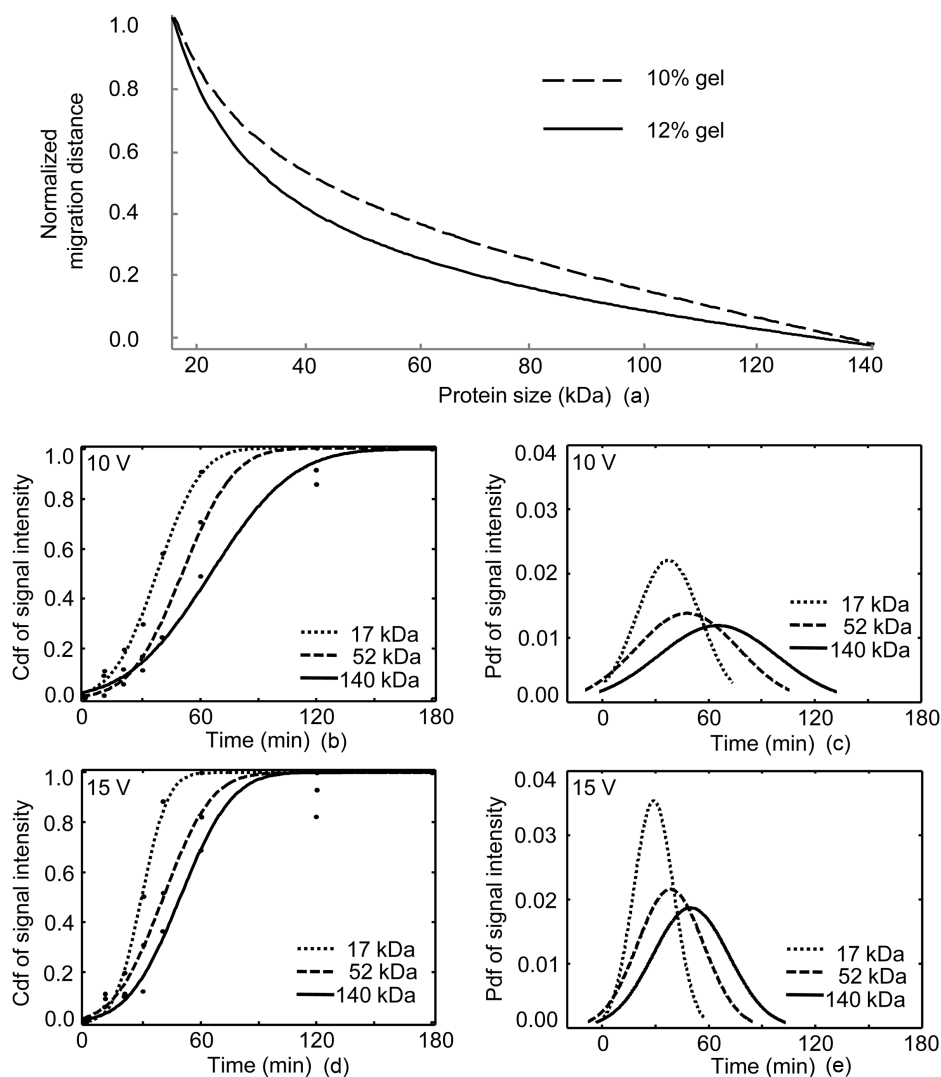 1.0
0.8
0.6
0.4
0.2
0.0
Normalized
migration distance
10% gel
12% gel
20 40 60 80 100 120 140
Protein size (kDa) (a)
10 V
1.0
0.8
0.6
0.4
0.2
0.0
Cdf of signal intensity
17 kDa
52 kDa
140 kDa
0 60 120 180
Time (min) (b)
10 V
0.04
0.03
0.02
0.01
0.00
Pdf of signal intensity
17 kDa
52 kDa
140 kDa
0 60 120 180
Time (min) (c)
15 V
1.0
0.8
0.6
0.4
0.2
0.0
Cdf of signal intensity
17 kDa
52 kDa
140 kDa
0 60 120 180
Time (min) (d)
15 V
0.04
0.03
0.02
0.01
0.00
Pdf of signal intensity
17 kDa
52 kDa
140 kDa
0 60 120 180
Time (min) (e)